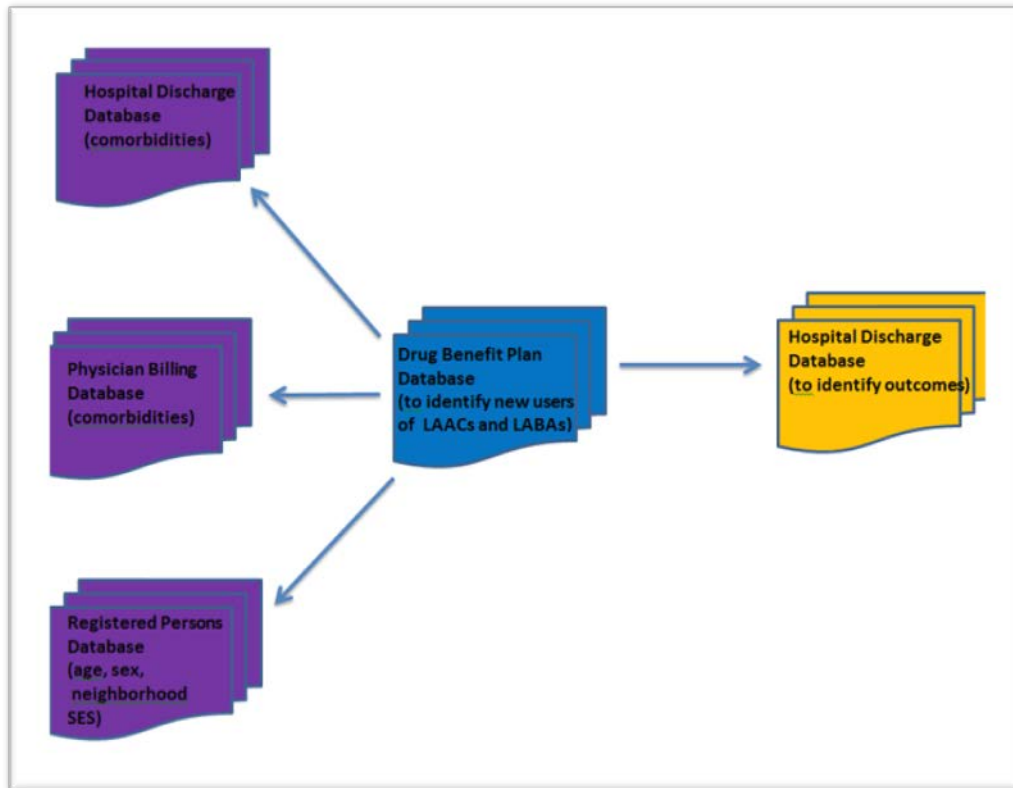 Hospital Discharge
Database
(comorbidities)
Physician Billing
Database
(comorbidities)
Registered Persons
Database
(age, sex,
neighborhood
SES)
Drug Benefit Plan
Database
(to identify new users
of LAACs and LABAs)
Hospital Discharge
Database
(to identify outcomes)